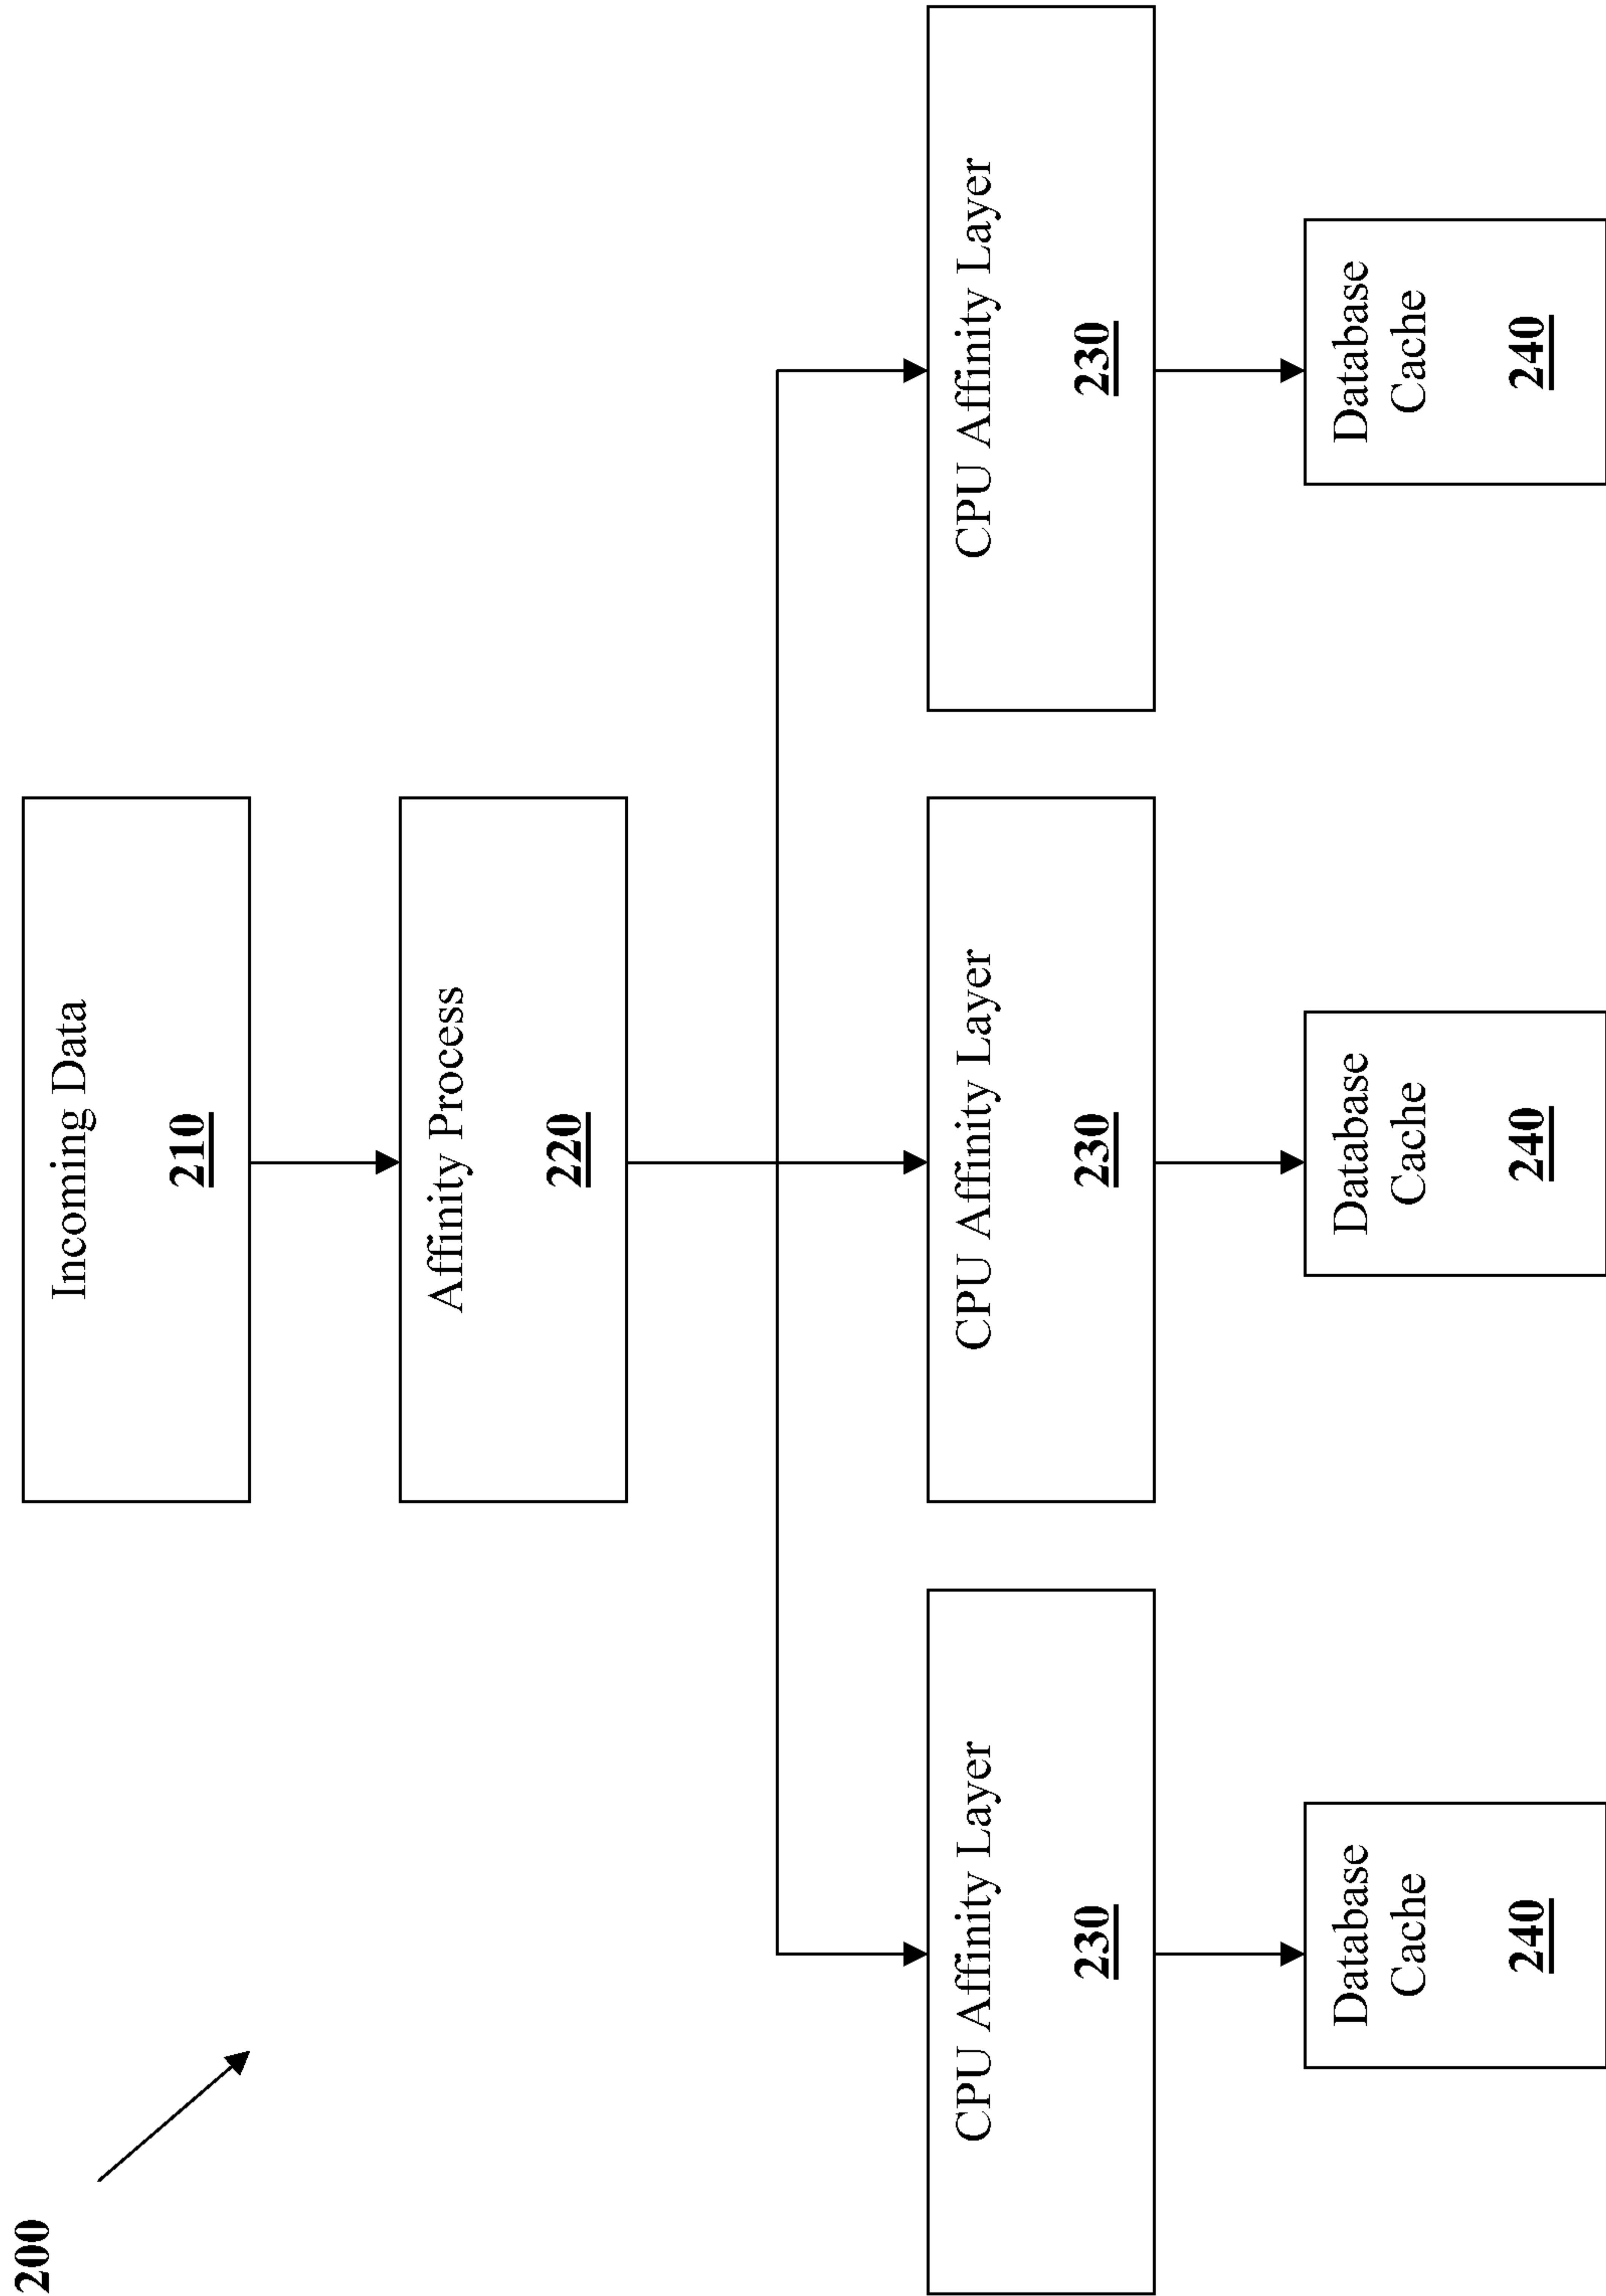 200
Incoming Data
210
Affinity Process
220
CPU Affinity Layer
230
CPU Affinity Layer
230
CPU Affinity Layer
230
Database
Cache
240
Database
Cache
240
Database
Cache
240